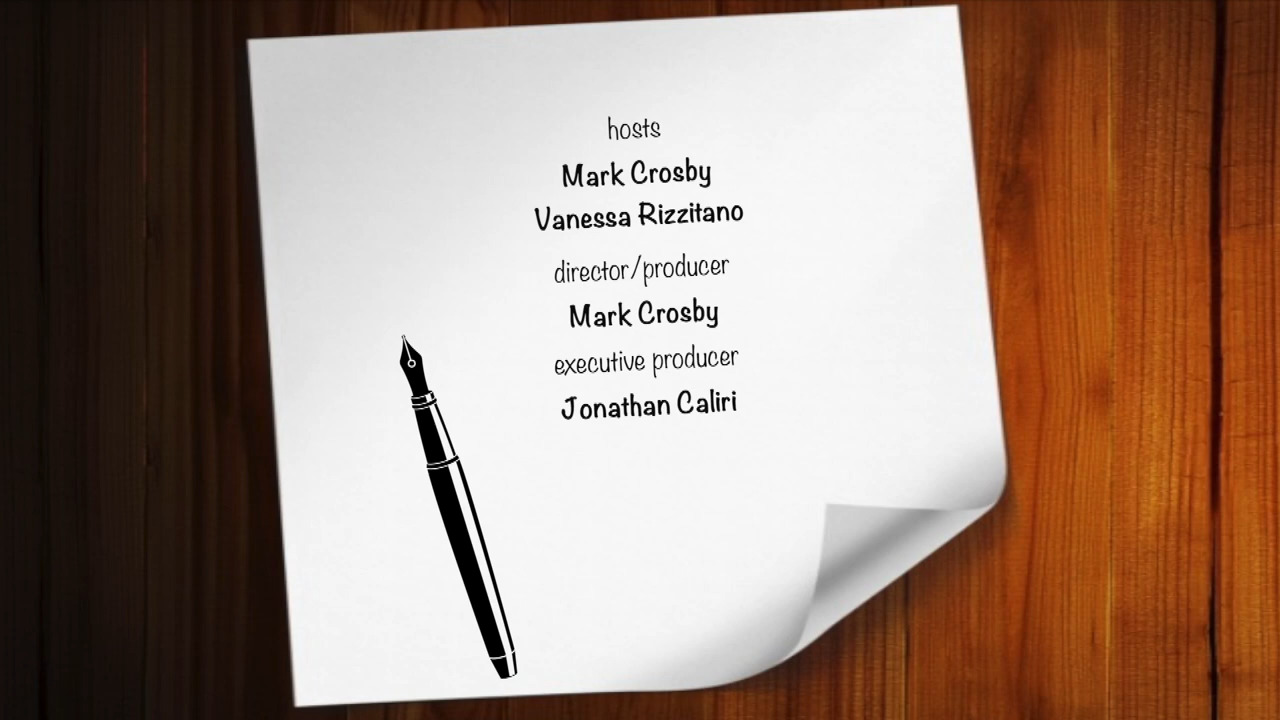 hosts
Mark Crosby
Vanessa Rizzitano
director/producer
Mark Crosby
executive producer
Jonathan Caliri